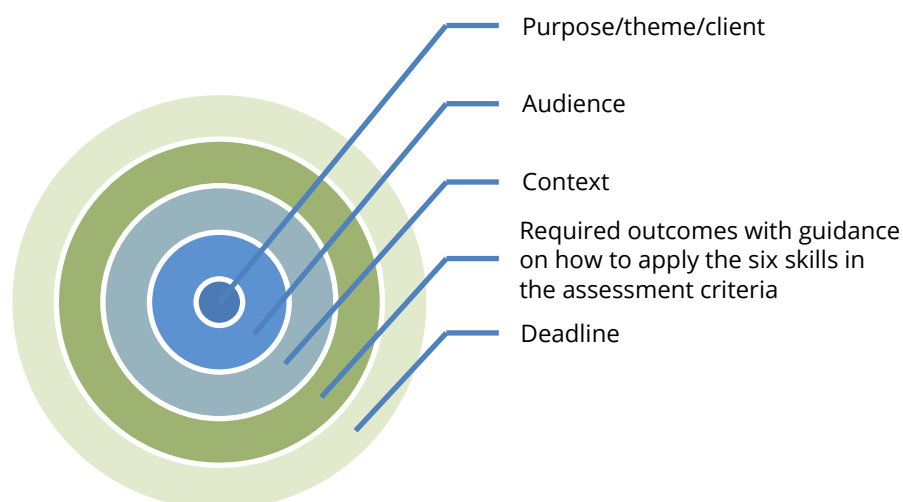 Purpose/theme/client
Audience
Context
Required outcomes with guidance
on how to apply the six skills in
the assessment criteria
Deadline